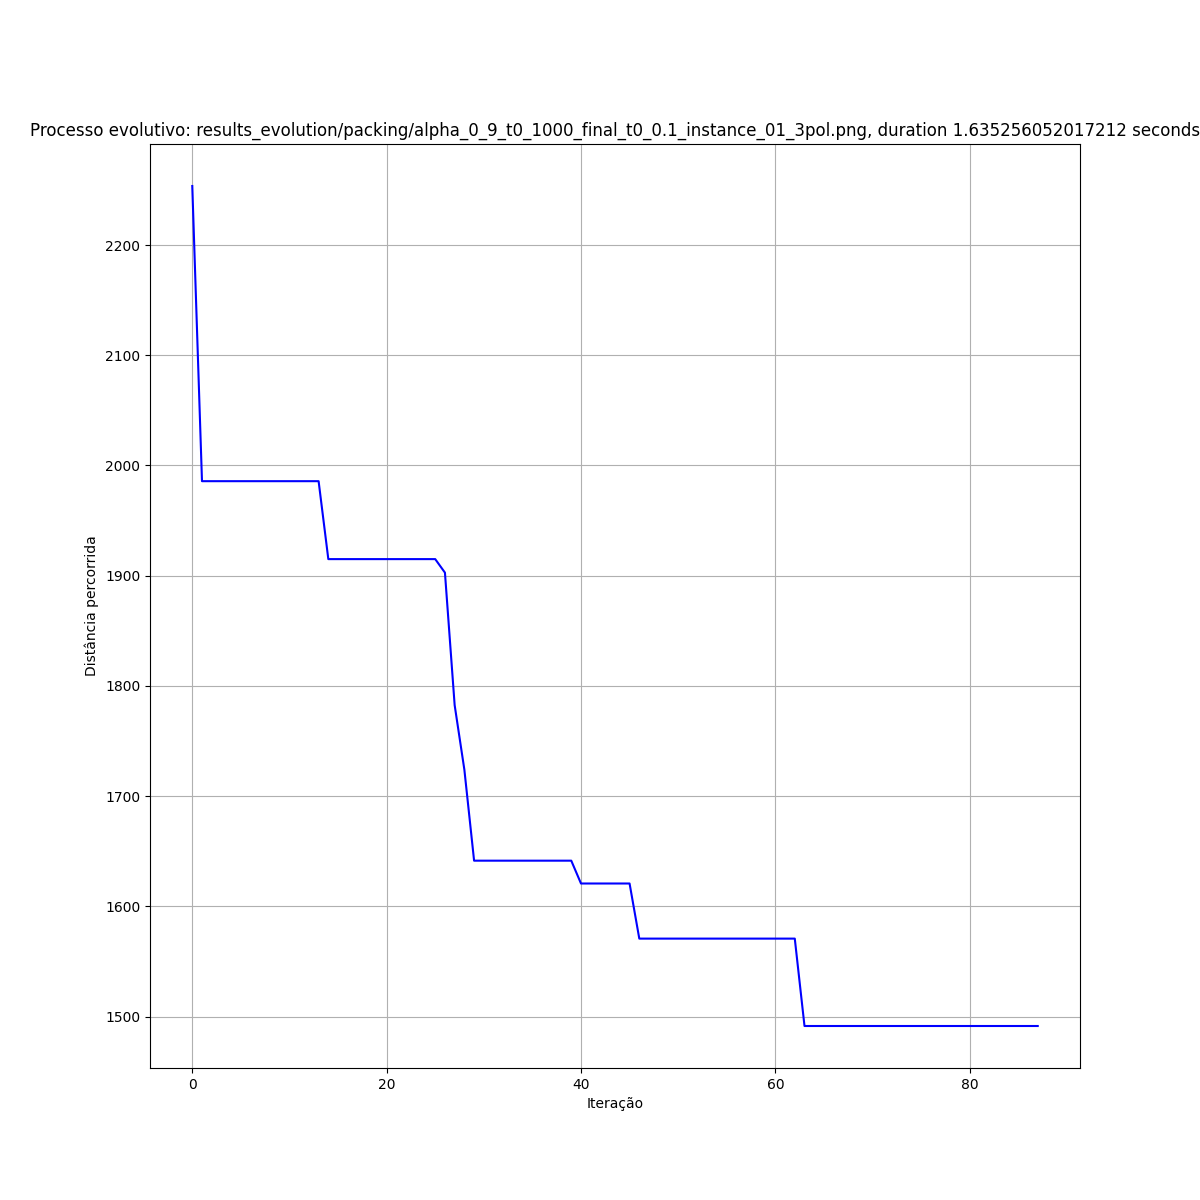 Processo evolutivo: results_evolution/packing/alpha_0_9_t0_1000_final_t0_0.1_instance_01_3pol.png, duration 1.635256052017212 seconds
2200
2100
2000
1900
1800
1700
1600
1500
Distância percorrida
0 20 40 60 80
Iteração